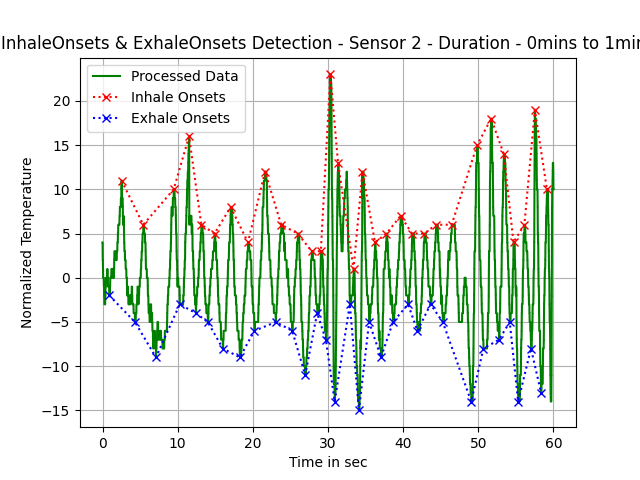 InhaleOnsets & ExhaleOnsets Detection - Sensor 2 - Duration - 0mins to 1min
Processed Data
Inhale Onsets
Exhale Onsets
Normalized Temperature
20
15
10
5
0
−5
−10
−15
0 10 20 30 40 50 60
Time in sec